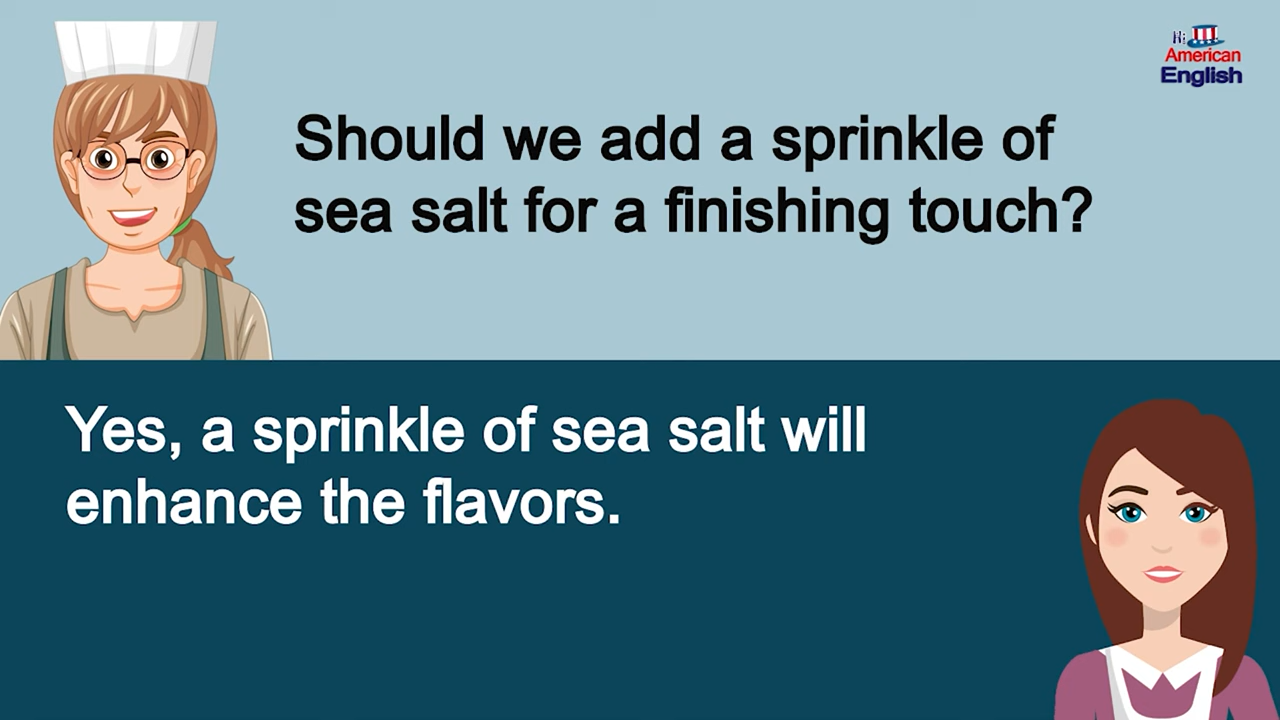 Hi
American
English
Should we add a sprinkle of
sea salt for a finishing touch?
Yes, a sprinkle of sea salt will
enhance the flavors.